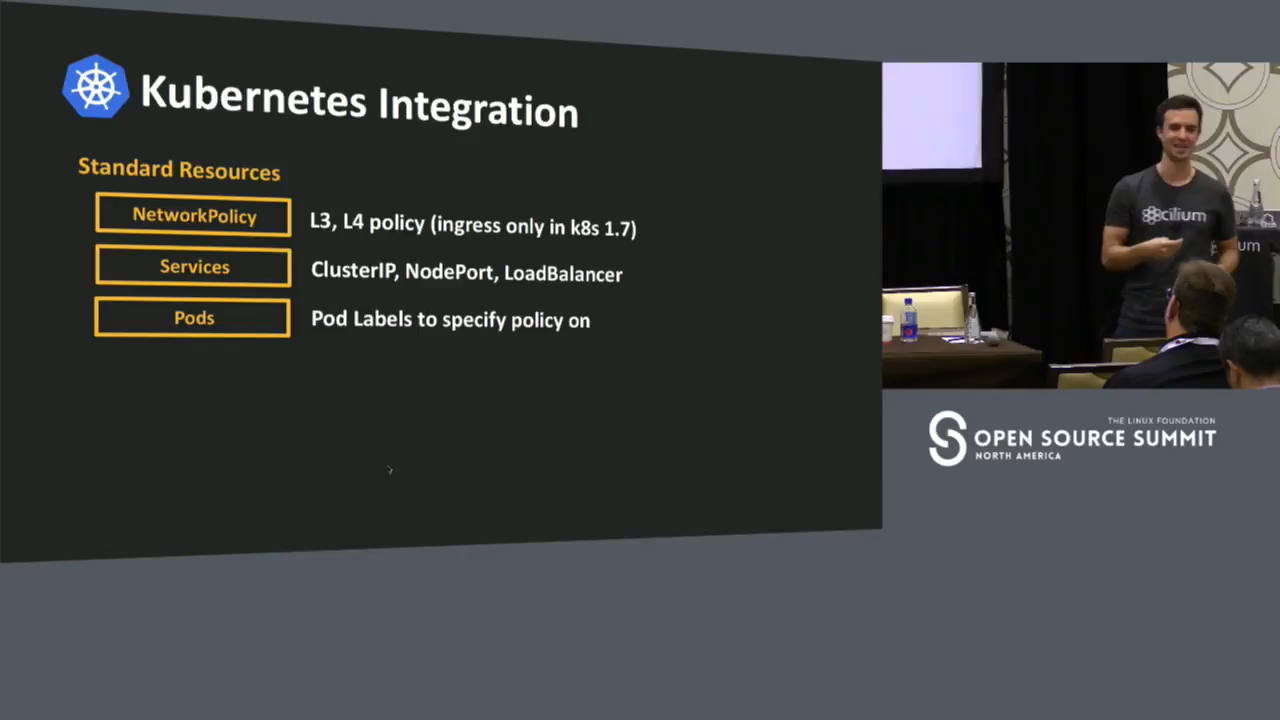 Kubernetes Integration
Standard Resources
NetworkPolicy
L3, L4 policy (ingress only in k8s 1.7)
Services
ClusterIP, NodePort, LoadBalancer
Pods
Pod Labels to specify policy on
cilium
um
THE LINUX FOUNDATION
OPEN SOURCE SUMMIT
NORTH AMERICA